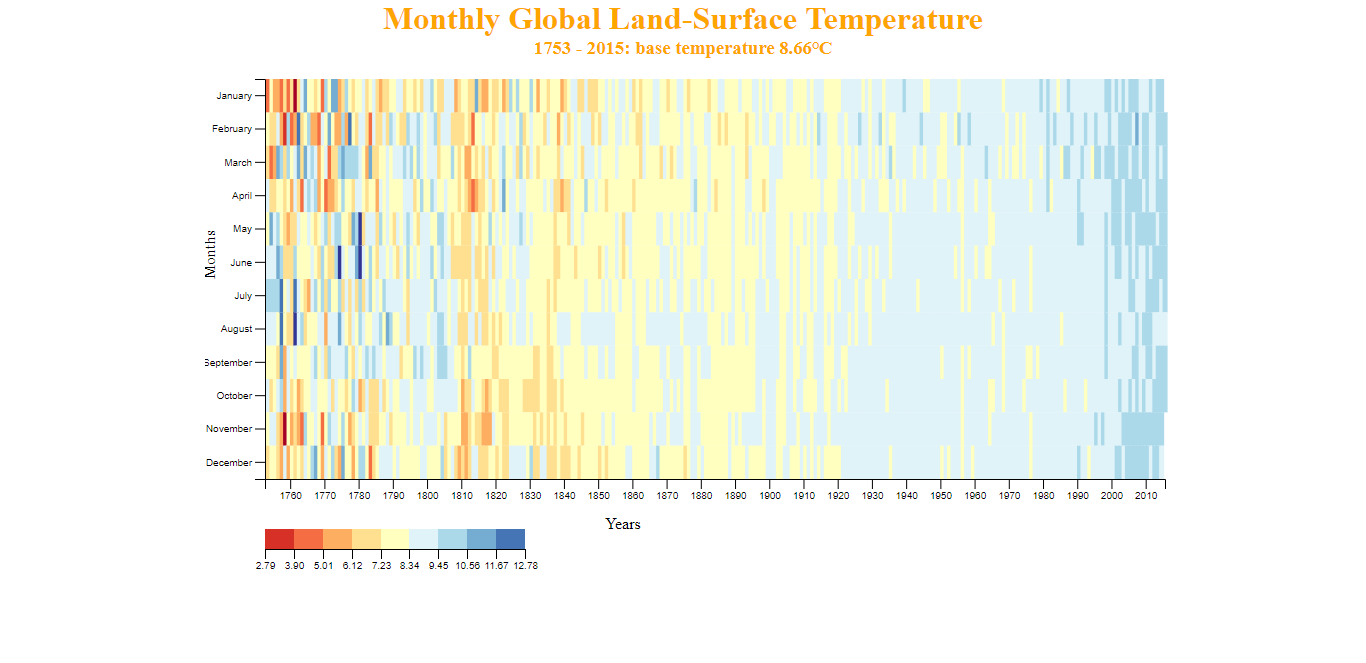 Monthly Global Land-Surface Temperature
1753 - 2015: base temperature 8.66°C
January
February
March
April
May
June
July
August
September
October
November
December
Months
1760 1770 1780 1790 1800 1810 1820 1830 1840 1850 1860 1870 1880 1890 1900 1910 1920 1930 1940 1950 1960 1970 1980 1990 2000 2010
Years
2.79 3.90 5.01 6.12 7.23 8.34 9.45 10.56 11.67 12.78